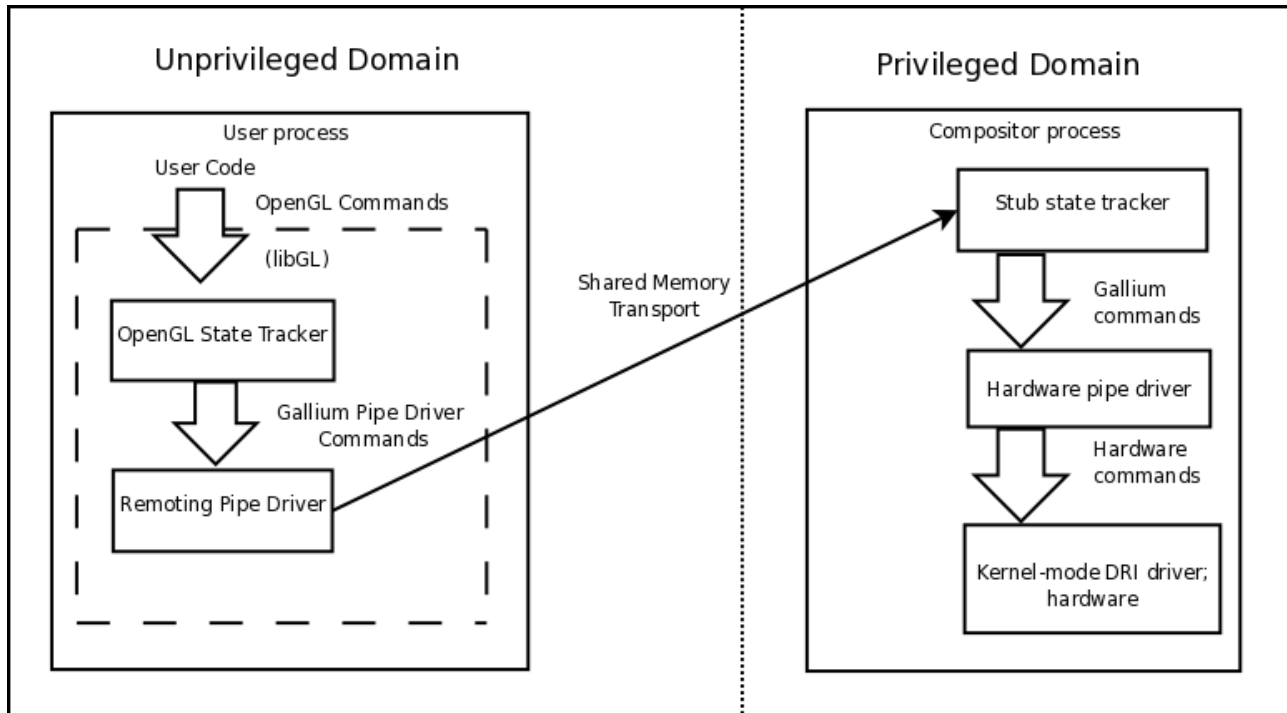 Unprivileged Domain
User process
User Code
OpenGL Commands
(libGL)
OpenGL State Tracker
Gallium Pipe Driver
Commands
Remoting Pipe Driver
Shared Memory
Transport
Privileged Domain
Compositor process
Stub state tracker
Gallium
commands
Hardware pipe driver
Hardware
commands
Kernel-mode DRI driver;
hardware